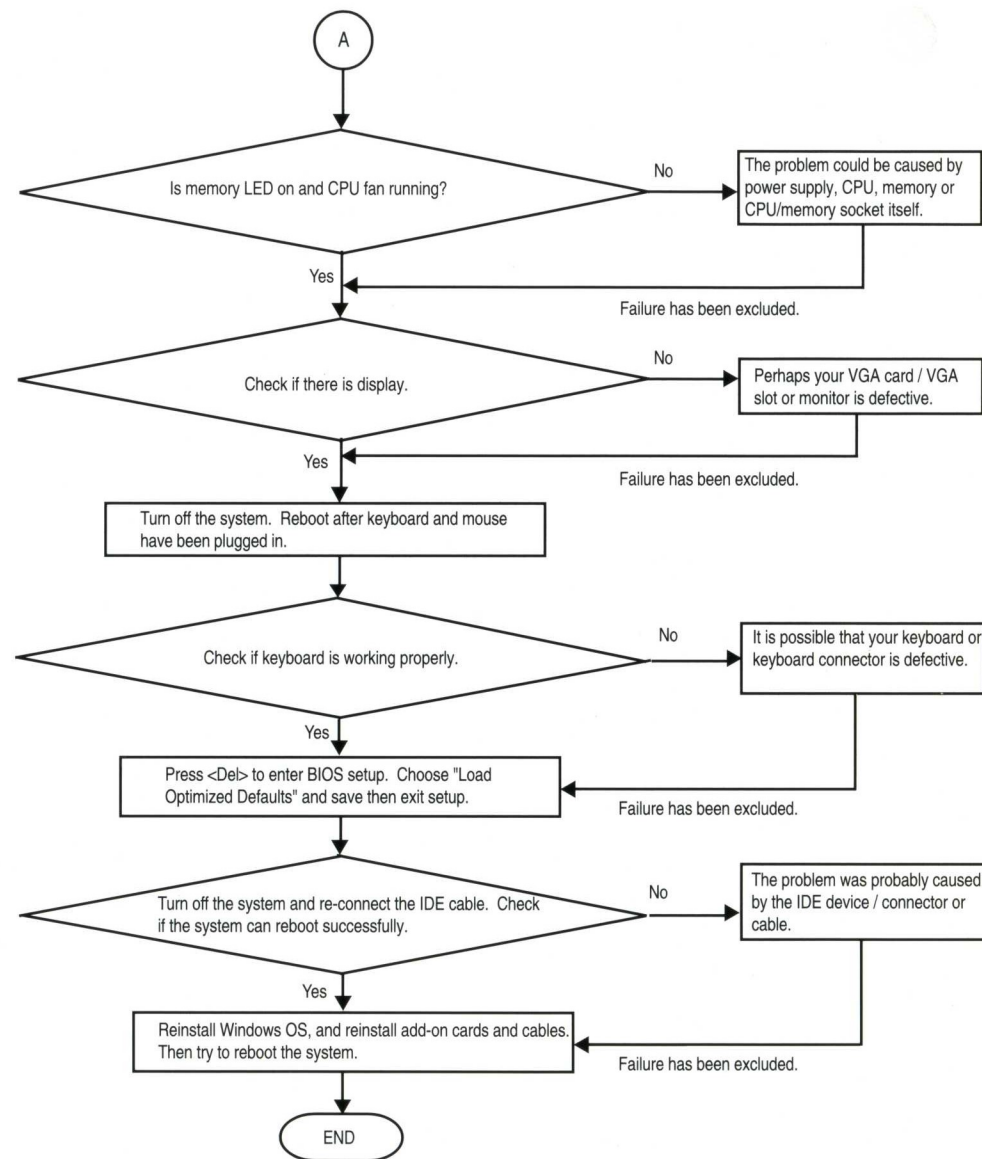 A
Is memory LED on and CPU fan running?
No
The problem could be caused by
power supply, CPU, memory or
CPU/memory socket itself.
Yes
Failure has been excluded.
Check if there is display.
No
Perhaps your VGA card / VGA
slot or monitor is defective.
Yes
Failure has been excluded.
Turn off the system. Reboot after keyboard and mouse
have been plugged in.
Check if keyboard is working properly.
No
It is possible that your keyboard or
keyboard connector is defective.
Yes
Press <Del> to enter BIOS setup. Choose "Load
Optimized Defaults" and save then exit setup.
Failure has been excluded.
Turn off the system and re-connect the IDE cable. Check
if the system can reboot successfully.
No
The problem was probably caused
by the IDE device / connector or
cable.
Yes
Reinstall Windows OS, and reinstall add-on cards and cables.
Then try to reboot the system.
Failure has been excluded.
END